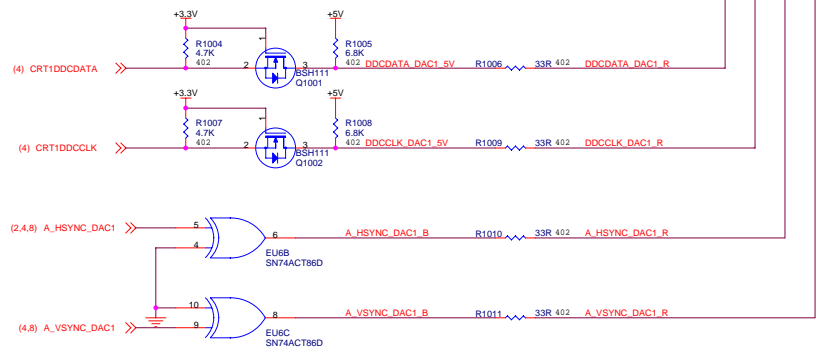 +3.3V
+5V
R1004
4.7K
402
1
R1005
6.8K
402
(4) CRT1DDCDATA
2
3
BSH111
Q1001
DDCDATA_DAC1_5V
R1006
33R 402
DDCDATA_DAC1_R
+3.3V
+5V
R1007
4.7K
402
1
R1008
6.8K
402
(4) CRT1DDCCLK
2
3
BSH111
Q1002
DDCCLK_DAC1_5V
R1009
33R 402
DDCCLK_DAC1_R
(2,4,8) A_HSYNC_DAC1
5
4
6
EU6B
SN74ACT86D
A_HSYNC_DAC1_B
R1010
33R 402
A_HSYNC_DAC1_R
10
9
8
(4,8) A_VSYNC_DAC1
EU6C
SN74ACT86D
A_VSYNC_DAC1_B
R1011
33R 402
A_VSYNC_DAC1_R